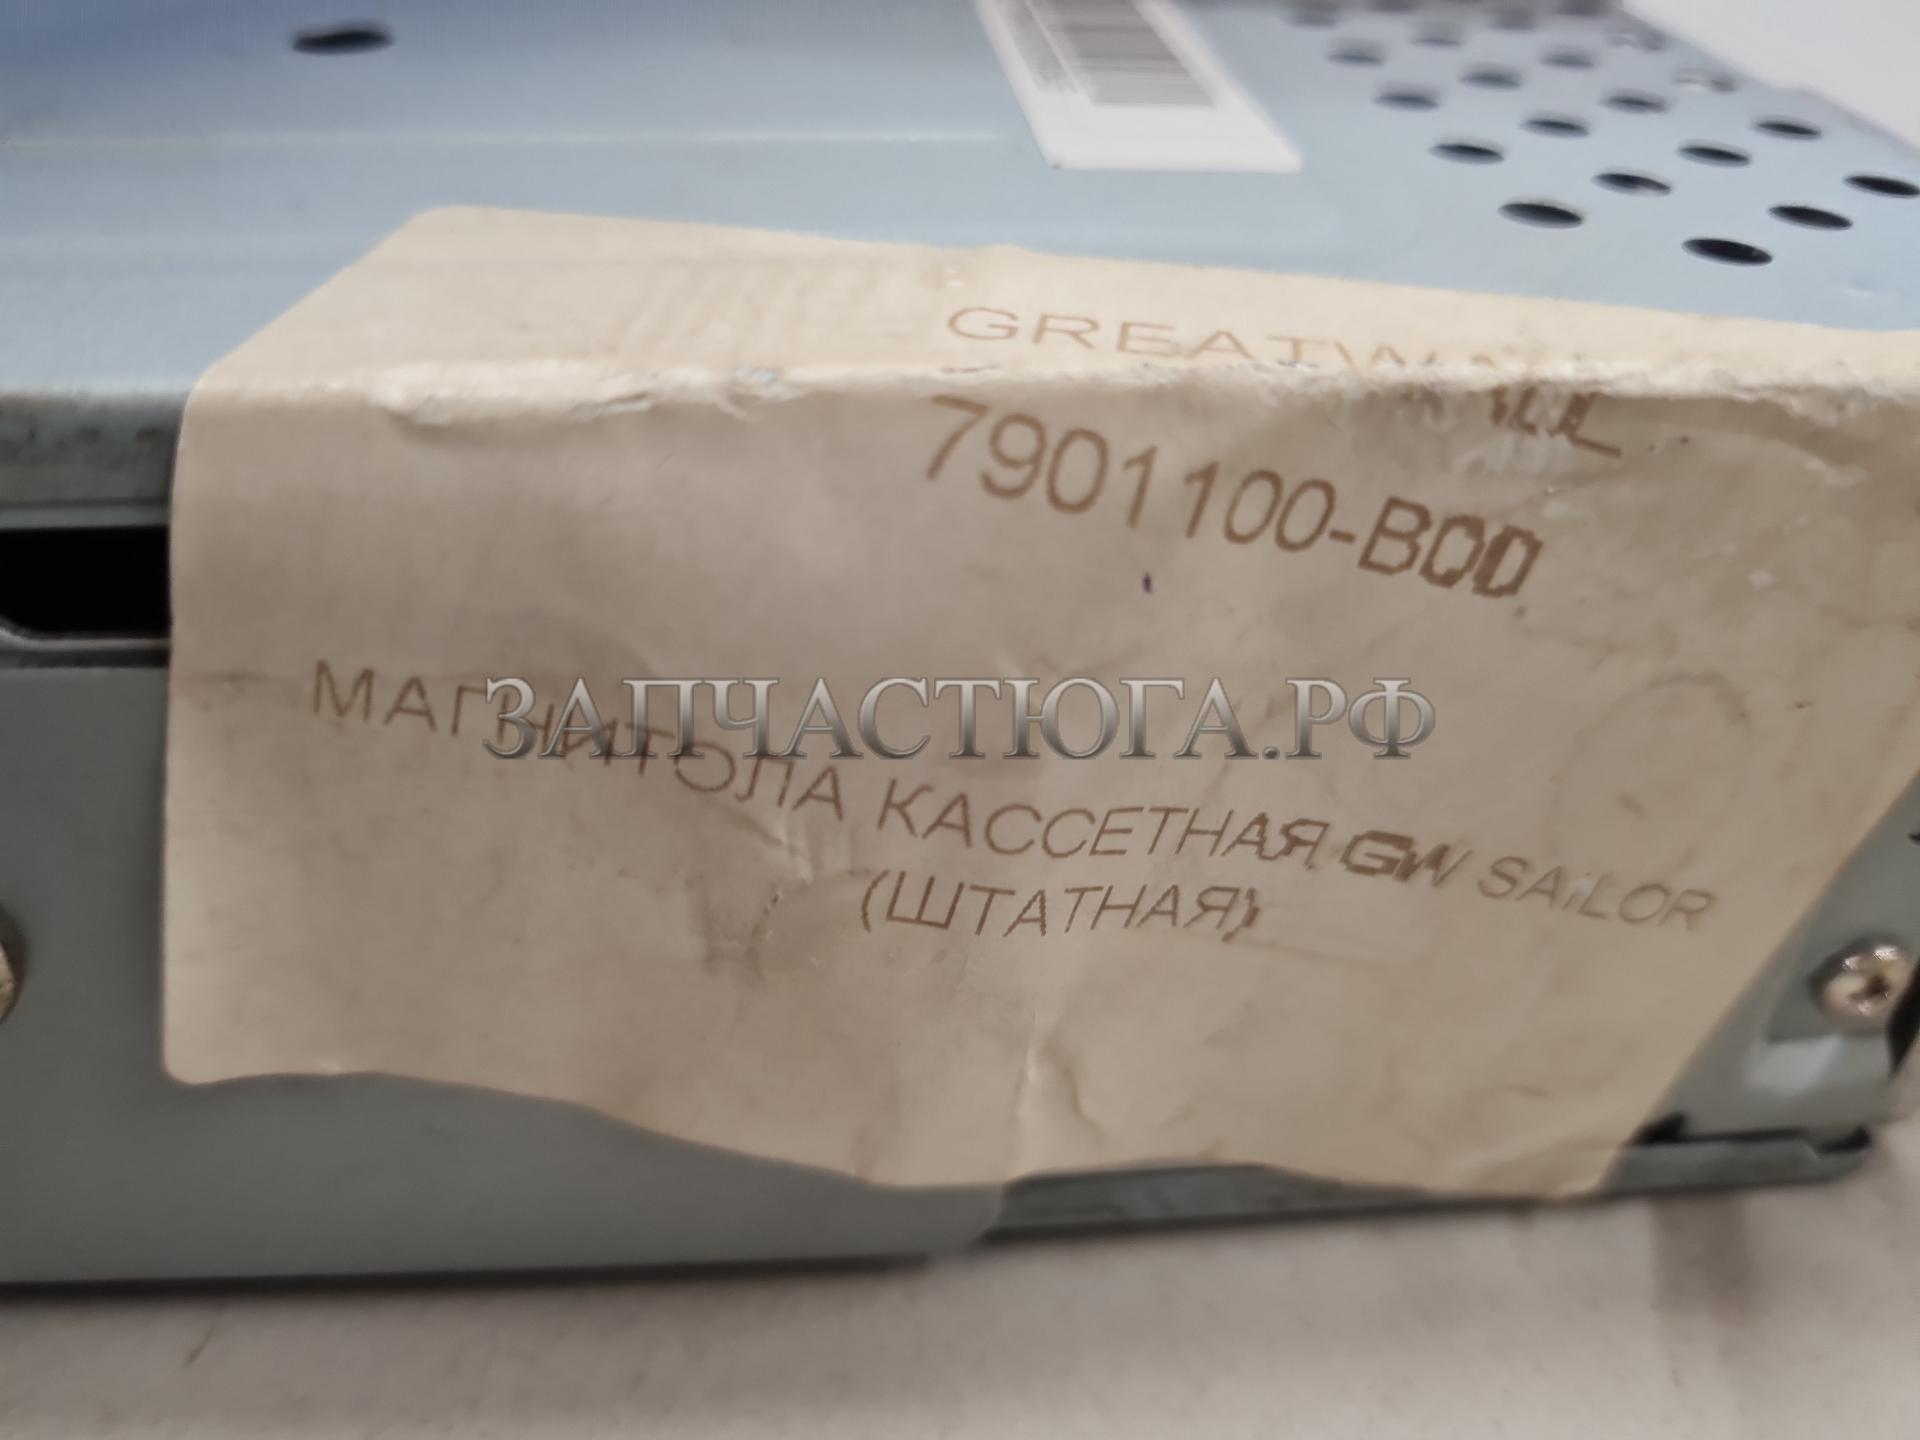 GREATWALL
7901100-B00
ЗАПЧАСТЮГА.РФ
МАГНИТОЛА КАССЕТНАЯ GW SAILOR
(ШТАТНАЯ)